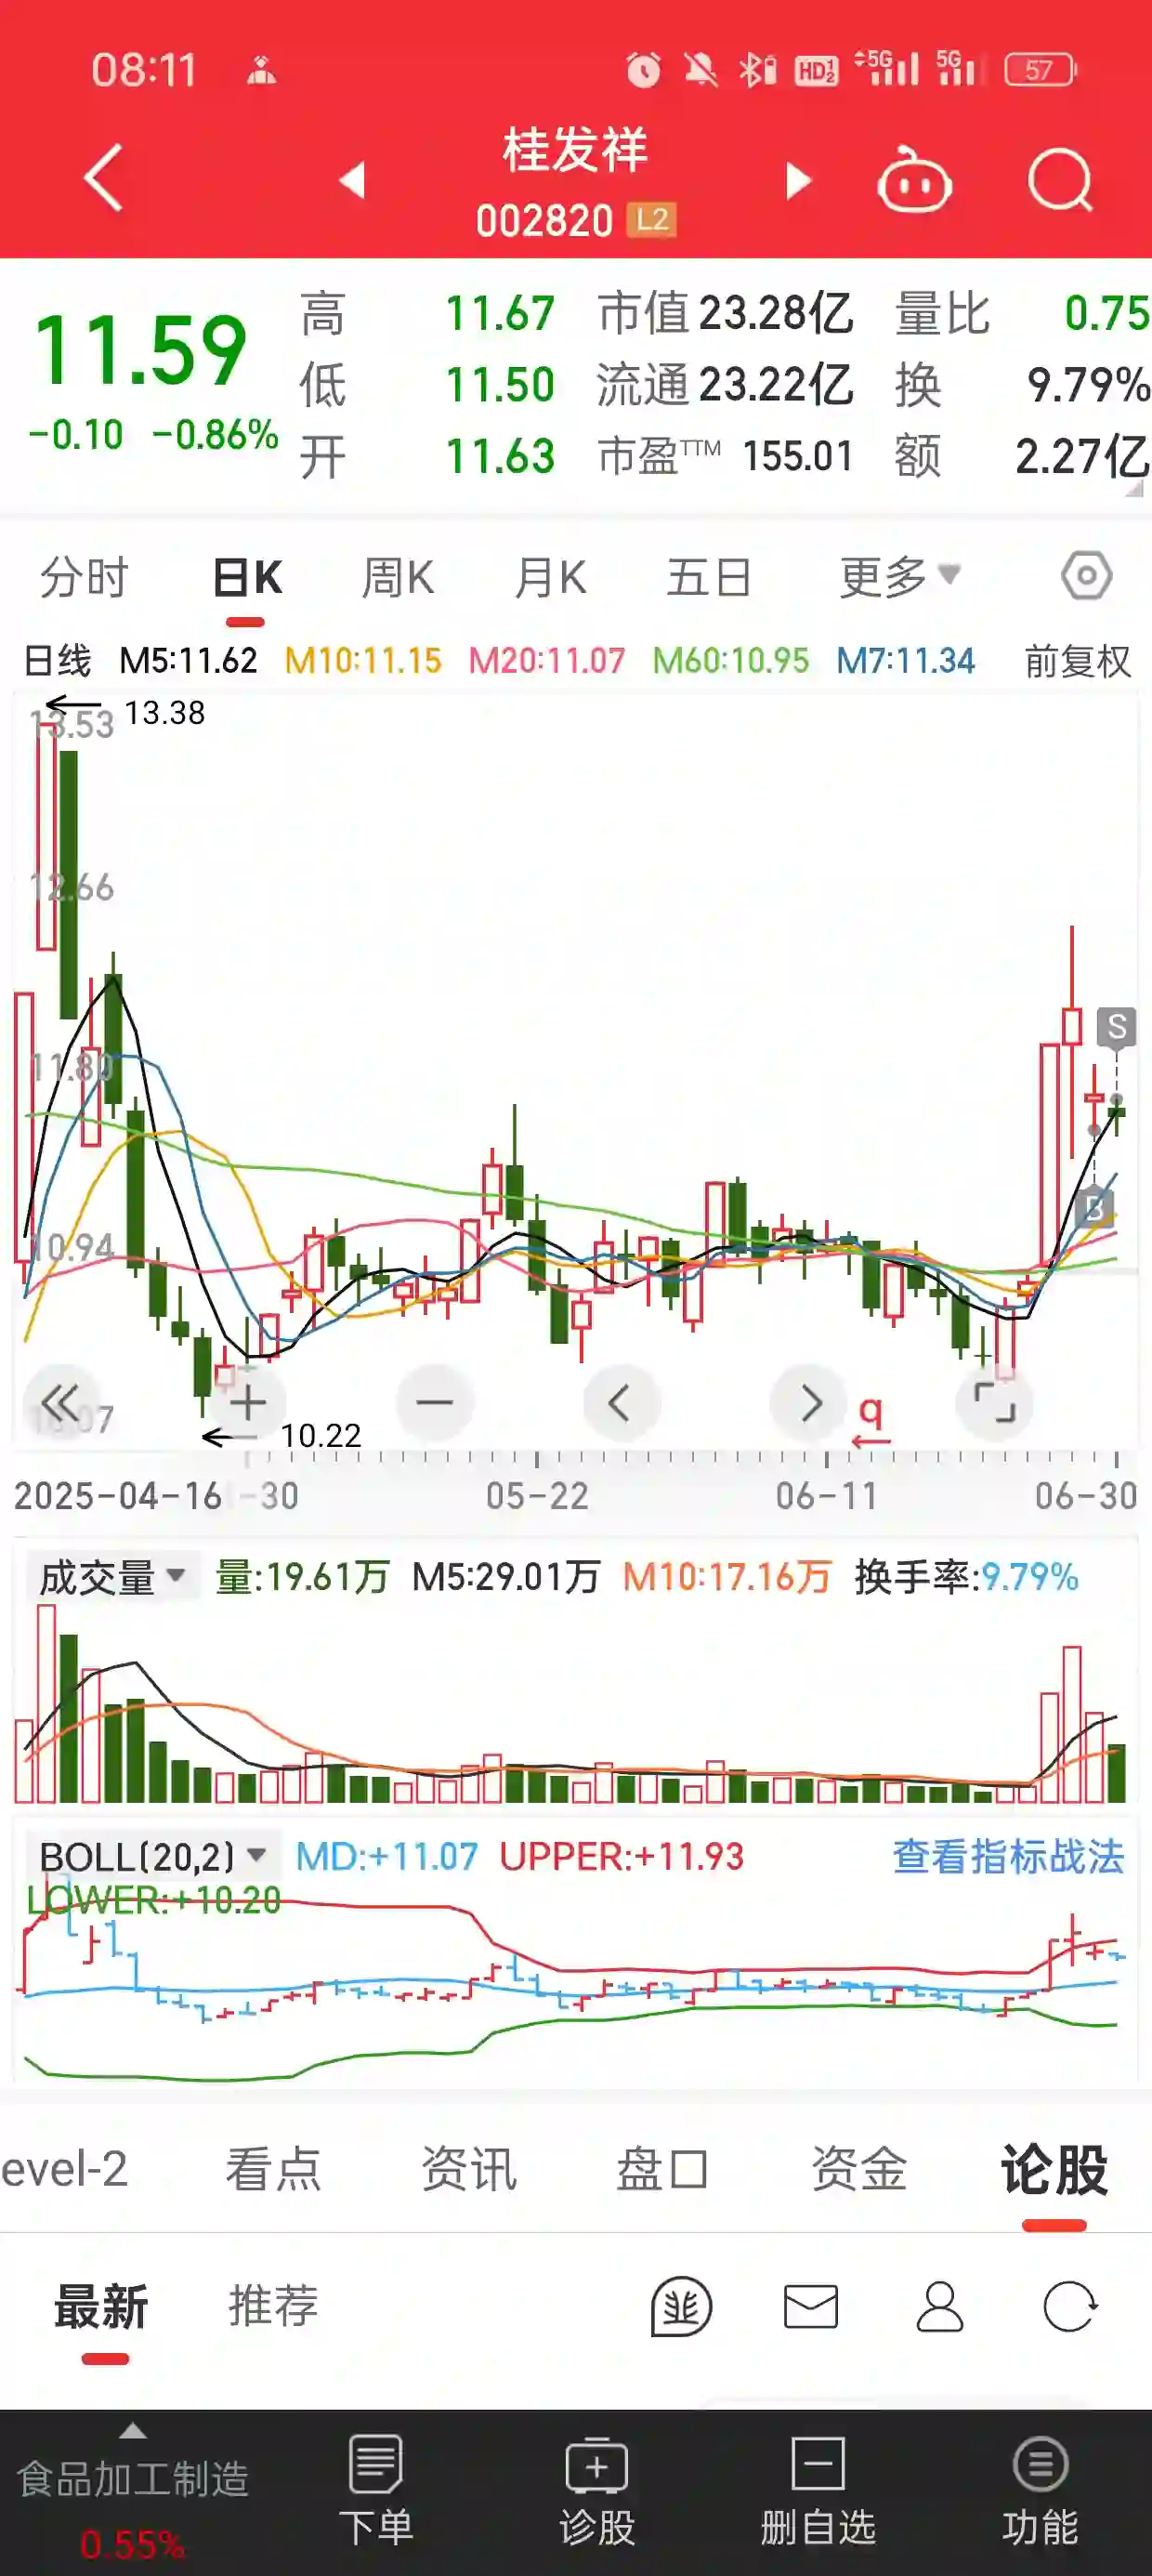 08:11 HD 5G 5G 57
桂发祥
002820 L2
11.59
-0.10 -0.86%
高 11.67 市值 23.28亿 量比 0.75
低 11.50 流通 23.22亿 换 9.79%
开 11.63 市盈TTM 155.01 额 2.27亿
分时 日K 周K 月K 五日 更多
日线 M5:11.62 M10:11.15 M20:11.07 M60:10.95 M7:11.34 前复权
13.38
13.53
12.66
S
11.80
B
10.94
q
10.07
10.22
2025-04-16 -30 05-22 06-11 06-30
成交量 量:19.61万 M5:29.01万 M10:17.16万 换手率:9.79%
BOLL(20,2) MD:+11.07 UPPER:+11.93 查看指标战法
LOWER:+10.20
evel-2 看点 资讯 盘口 资金 论股
最新 推荐
食品加工制造
0.55%
下单 诊股 删自选 功能